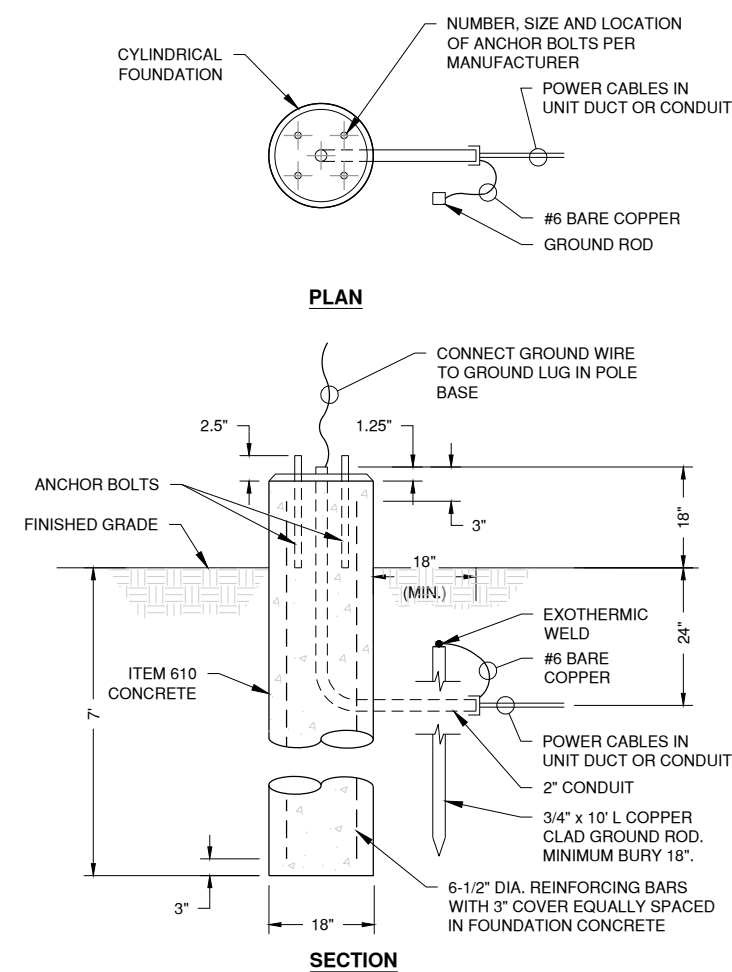 NUMBER, SIZE AND LOCATION
OF ANCHOR BOLTS PER
MANUFACTURER
CYLINDRICAL
FOUNDATION
POWER CABLES IN
UNIT DUCT OR CONDUIT
#6 BARE COPPER
GROUND ROD
PLAN
CONNECT GROUND WIRE
TO GROUND LUG IN POLE
BASE
2.5"
1.25"
ANCHOR BOLTS
3"
18"
FINISHED GRADE
18"
(MIN.)
EXOTHERMIC
WELD
24"
#6 BARE
COPPER
ITEM 610
CONCRETE
7'
POWER CABLES IN
UNIT DUCT OR CONDUIT
2" CONDUIT
3/4" x 10' L COPPER
CLAD GROUND ROD.
MINIMUM BURY 18".
6-1/2" DIA. REINFORCING BARS
WITH 3" COVER EQUALLY SPACED
IN FOUNDATION CONCRETE
3"
18"
SECTION